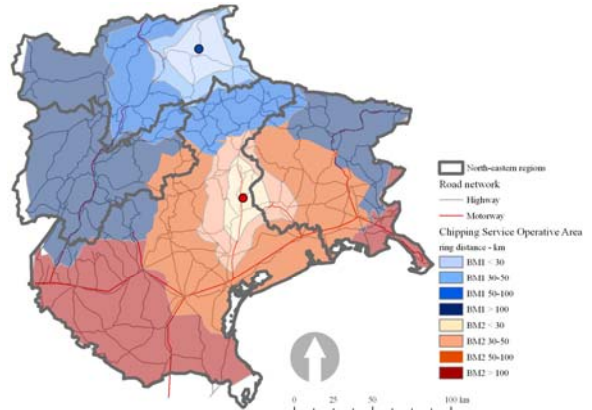 North-eastern regions
Road network
Highway
Motorway
Chipping Service Operative Area
ring distance - km
BM1 < 30
BM1 30-50
BM1 50-100
BM1 > 100
BM2 < 30
BM2 30-50
BM2 50-100
BM2 > 100
0 25 50 100 km